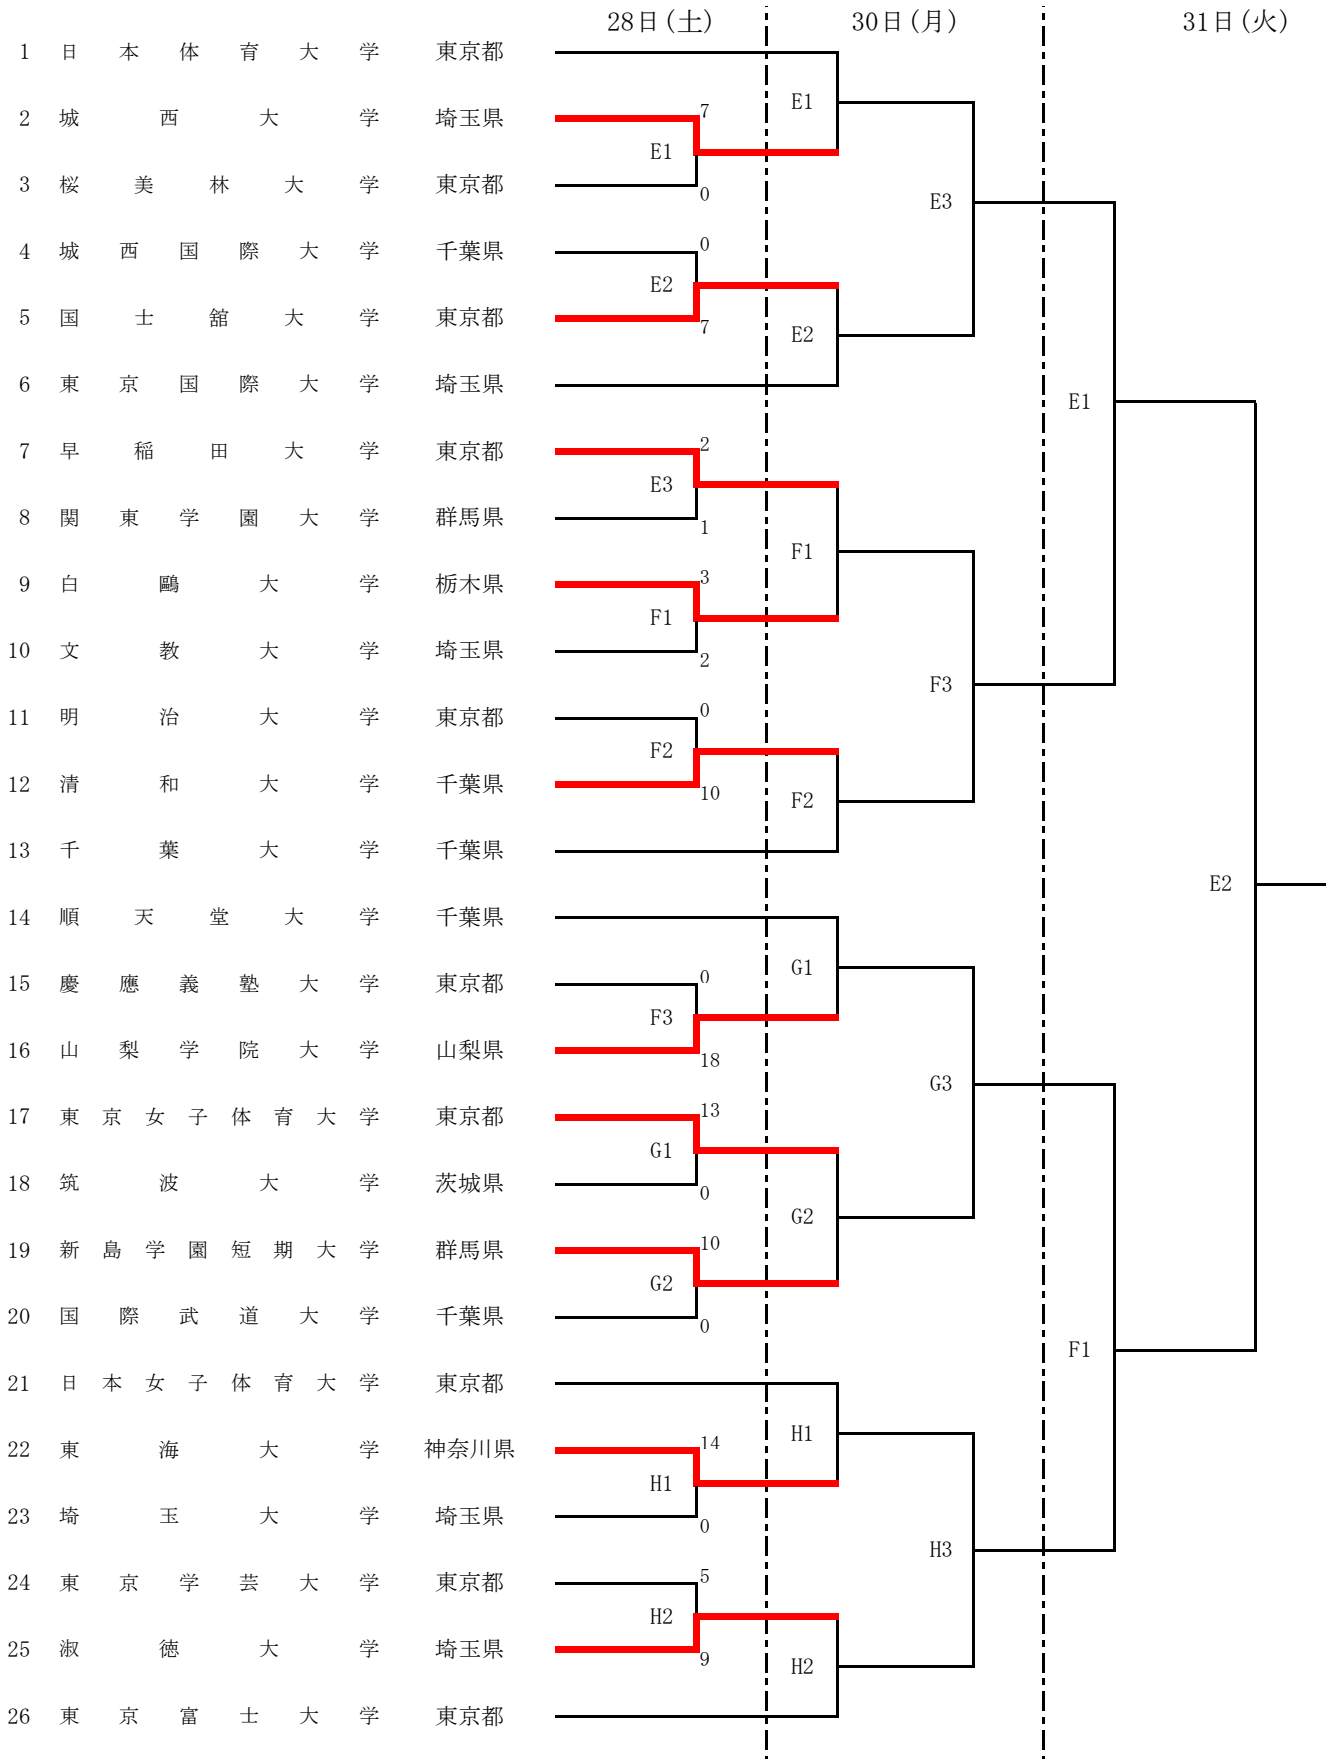 28日(土) 30日(月) 31日(火)
1 日本体育大学 東京都
E1
7
2 城西大学 埼玉県
E1
3 桜美林大学 東京都
0
E3
0
4 城西国際大学 千葉県
E2
5 国士舘大学 東京都
7
E2
6 東京国際大学 埼玉県
E1
2
7 早稲田大学 東京都
E3
8 関東学園大学 群馬県
1
F1
3
9 白鷗大学 栃木県
F1
10 文教大学 埼玉県
2
F3
0
11 明治大学 東京都
F2
12 清和大学 千葉県
10
F2
13 千葉大学 千葉県
E2
14 順天堂大学 千葉県
G1
0
15 慶應義塾大学 東京都
F3
16 山梨学院大学 山梨県
18
G3
13
17 東京女子体育大学 東京都
G1
18 筑波大学 茨城県
0
G2
10
19 新島学園短期大学 群馬県
G2
20 国際武道大学 千葉県
0
F1
21 日本女子体育大学 東京都
H1
14
22 東海大学 神奈川県
H1
23 埼玉大学 埼玉県
0
H3
5
24 東京学芸大学 東京都
H2
25 淑徳大学 埼玉県
9
H2
26 東京富士大学 東京都